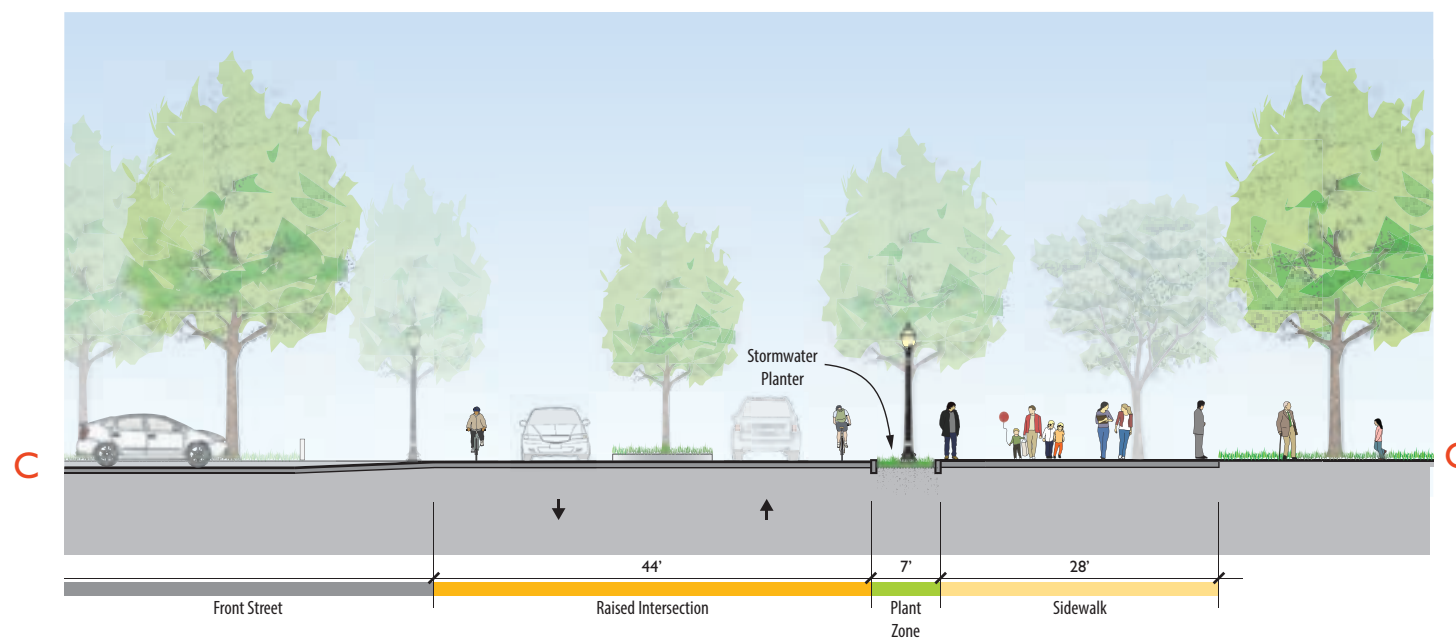 Stormwater
Planter
C
C
44’
7’
28’
Front Street
Raised Intersection
Plant
Zone
Sidewalk